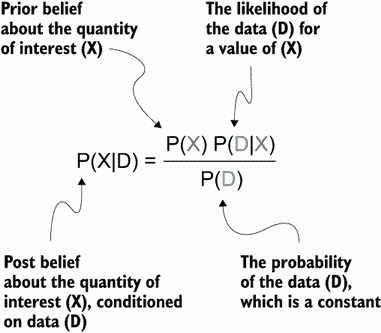 Prior belief
about the quantity
of interest (X)
The likelihood of
the data (D) for
a value of (X)
P(X|D) = P(X) P(D|X)
P(D)
Post belief
about the quantity of
interest (X), conditioned
on data (D)
The probability
of the data (D),
which is a constant